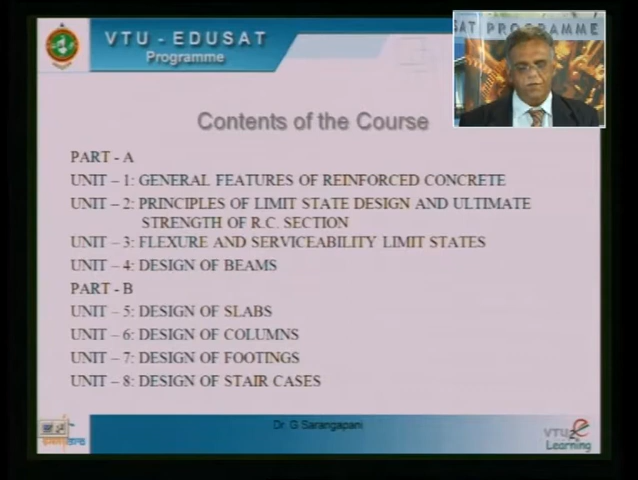 VTU - EDUSAT
Programme
SAT PROGRAMME
Contents of the Course
PART - A
UNIT – 1: GENERAL FEATURES OF REINFORCED CONCRETE
UNIT – 2: PRINCIPLES OF LIMIT STATE DESIGN AND ULTIMATE
STRENGTH OF R.C. SECTION
UNIT – 3: FLEXURE AND SERVICEABILITY LIMIT STATES
UNIT – 4: DESIGN OF BEAMS
PART - B
UNIT – 5: DESIGN OF SLABS
UNIT – 6: DESIGN OF COLUMNS
UNIT – 7: DESIGN OF FOOTINGS
UNIT – 8: DESIGN OF STAIR CASES
Dr. G Sarangapani
VTU e
Learning